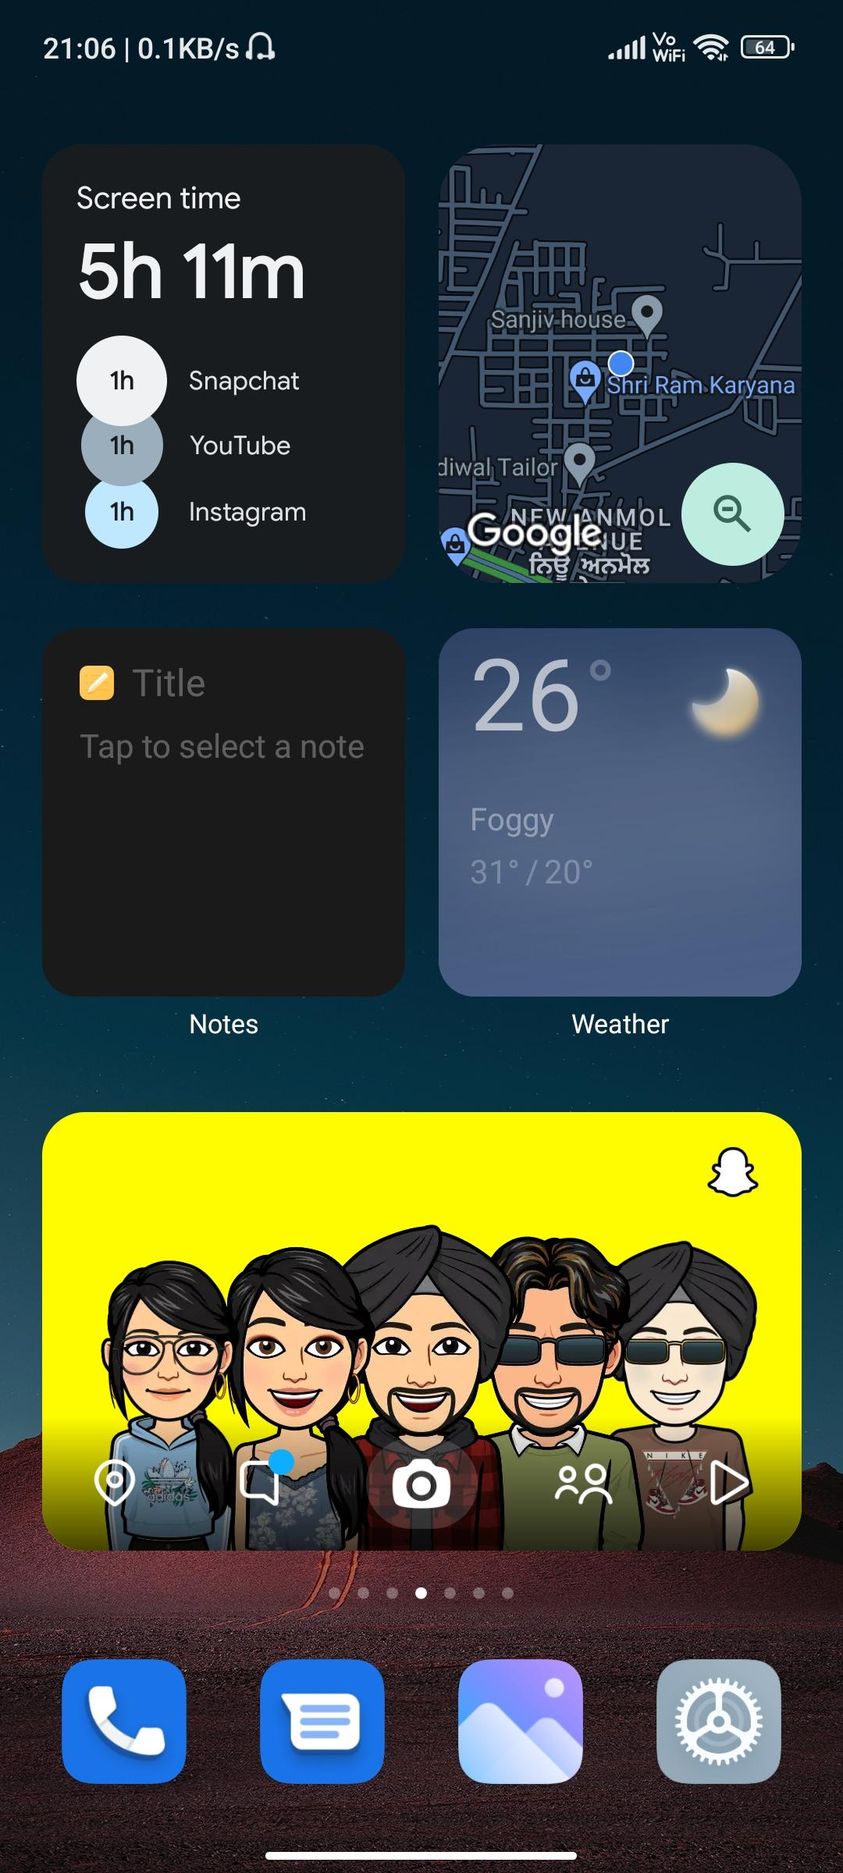 21:06 | 0.1KB/s
Vo
WiFi
64
Screen time
5h 11m
1h Snapchat
1h YouTube
1h Instagram
Sanjiv house
Shri Ram Karyana
diwal Tailor
NEW ANMOL
Google
ਨਿਊ ਅਨਮੋਲ
Title
Tap to select a note
26°
Foggy
31° / 20°
Notes
Weather
adidas
NIKE